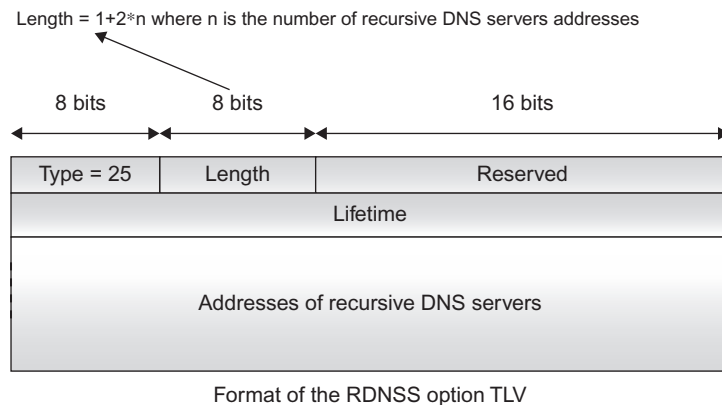 Length = 1+2*n where n is the number of recursive DNS servers addresses
8 bits 8 bits 16 bits
Type = 25 Length Reserved
Lifetime
Addresses of recursive DNS servers
Format of the RDNSS option TLV